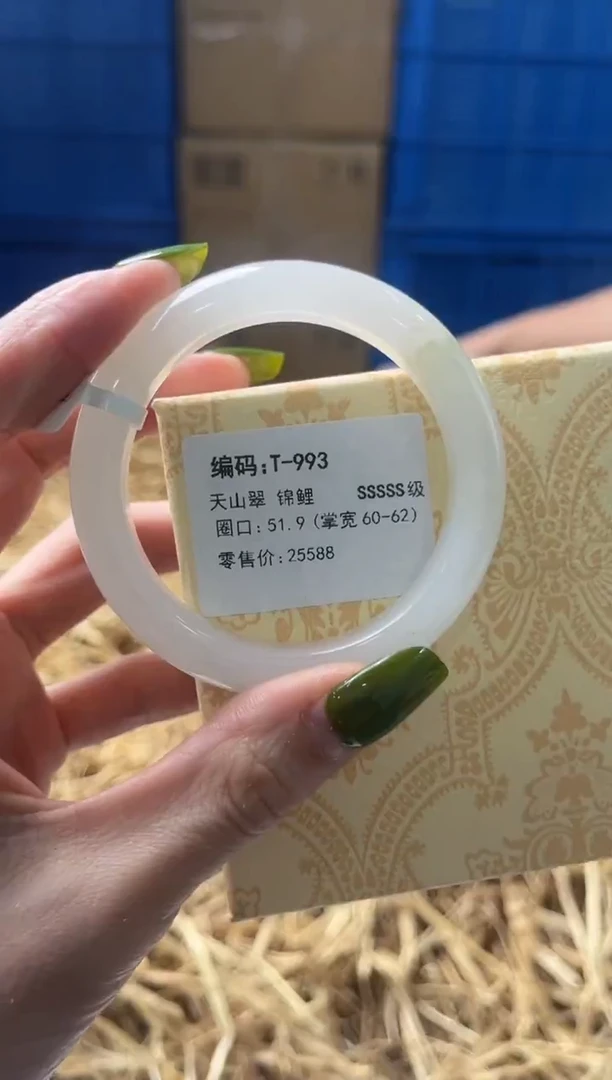 编码:T-993
天山翠 锦鲤 SSSSS级
圈口:51.9(掌宽60-62)
零售价:25588